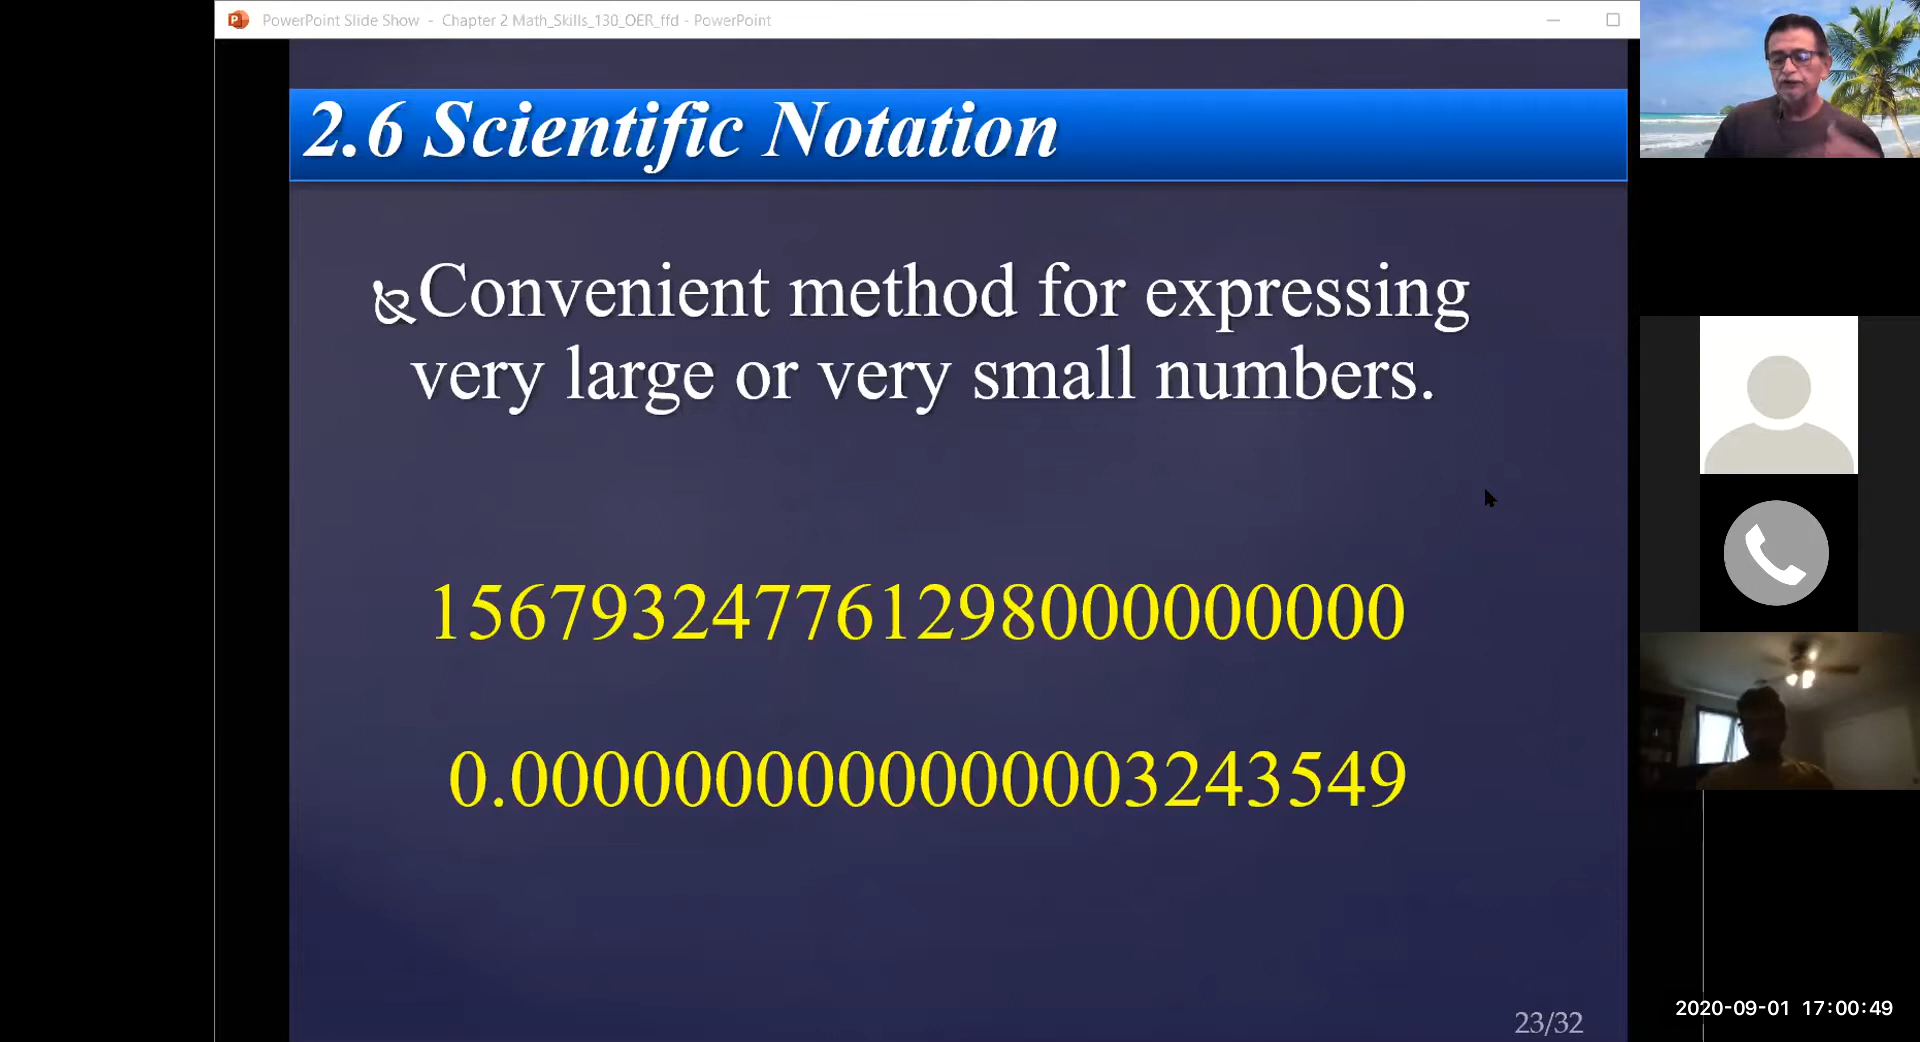 PowerPoint Slide Show - Chapter 2 Math_Skills_130_OER_ffd - PowerPoint
2.6 Scientific Notation
Convenient method for expressing
very large or very small numbers.
156793247761298000000000
0.0000000000000003243549
23/32
2020-09-01 17:00:49